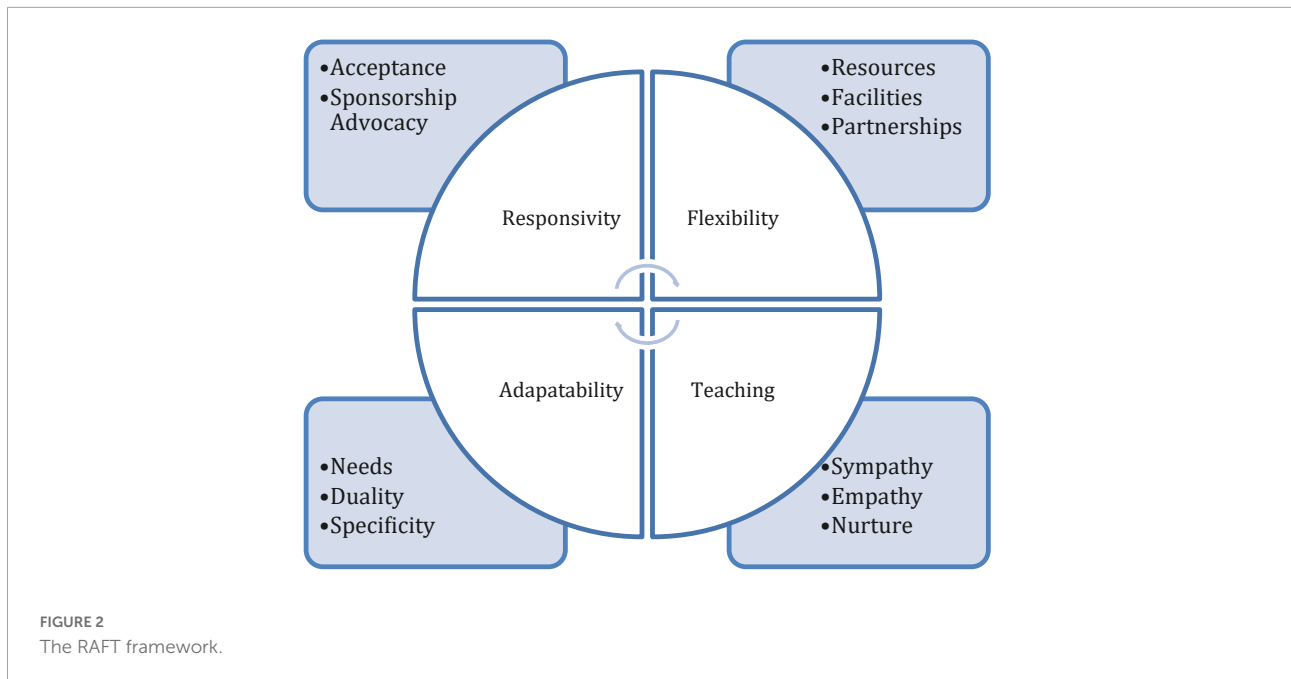 •Acceptance
•Sponsorship
Advocacy
•Resources
•Facilities
•Partnerships
Responsivity
Flexibility
Adapatability
Teaching
•Needs
•Duality
•Specificity
•Sympathy
•Empathy
•Nurture
FIGURE 2
The RAFT framework.